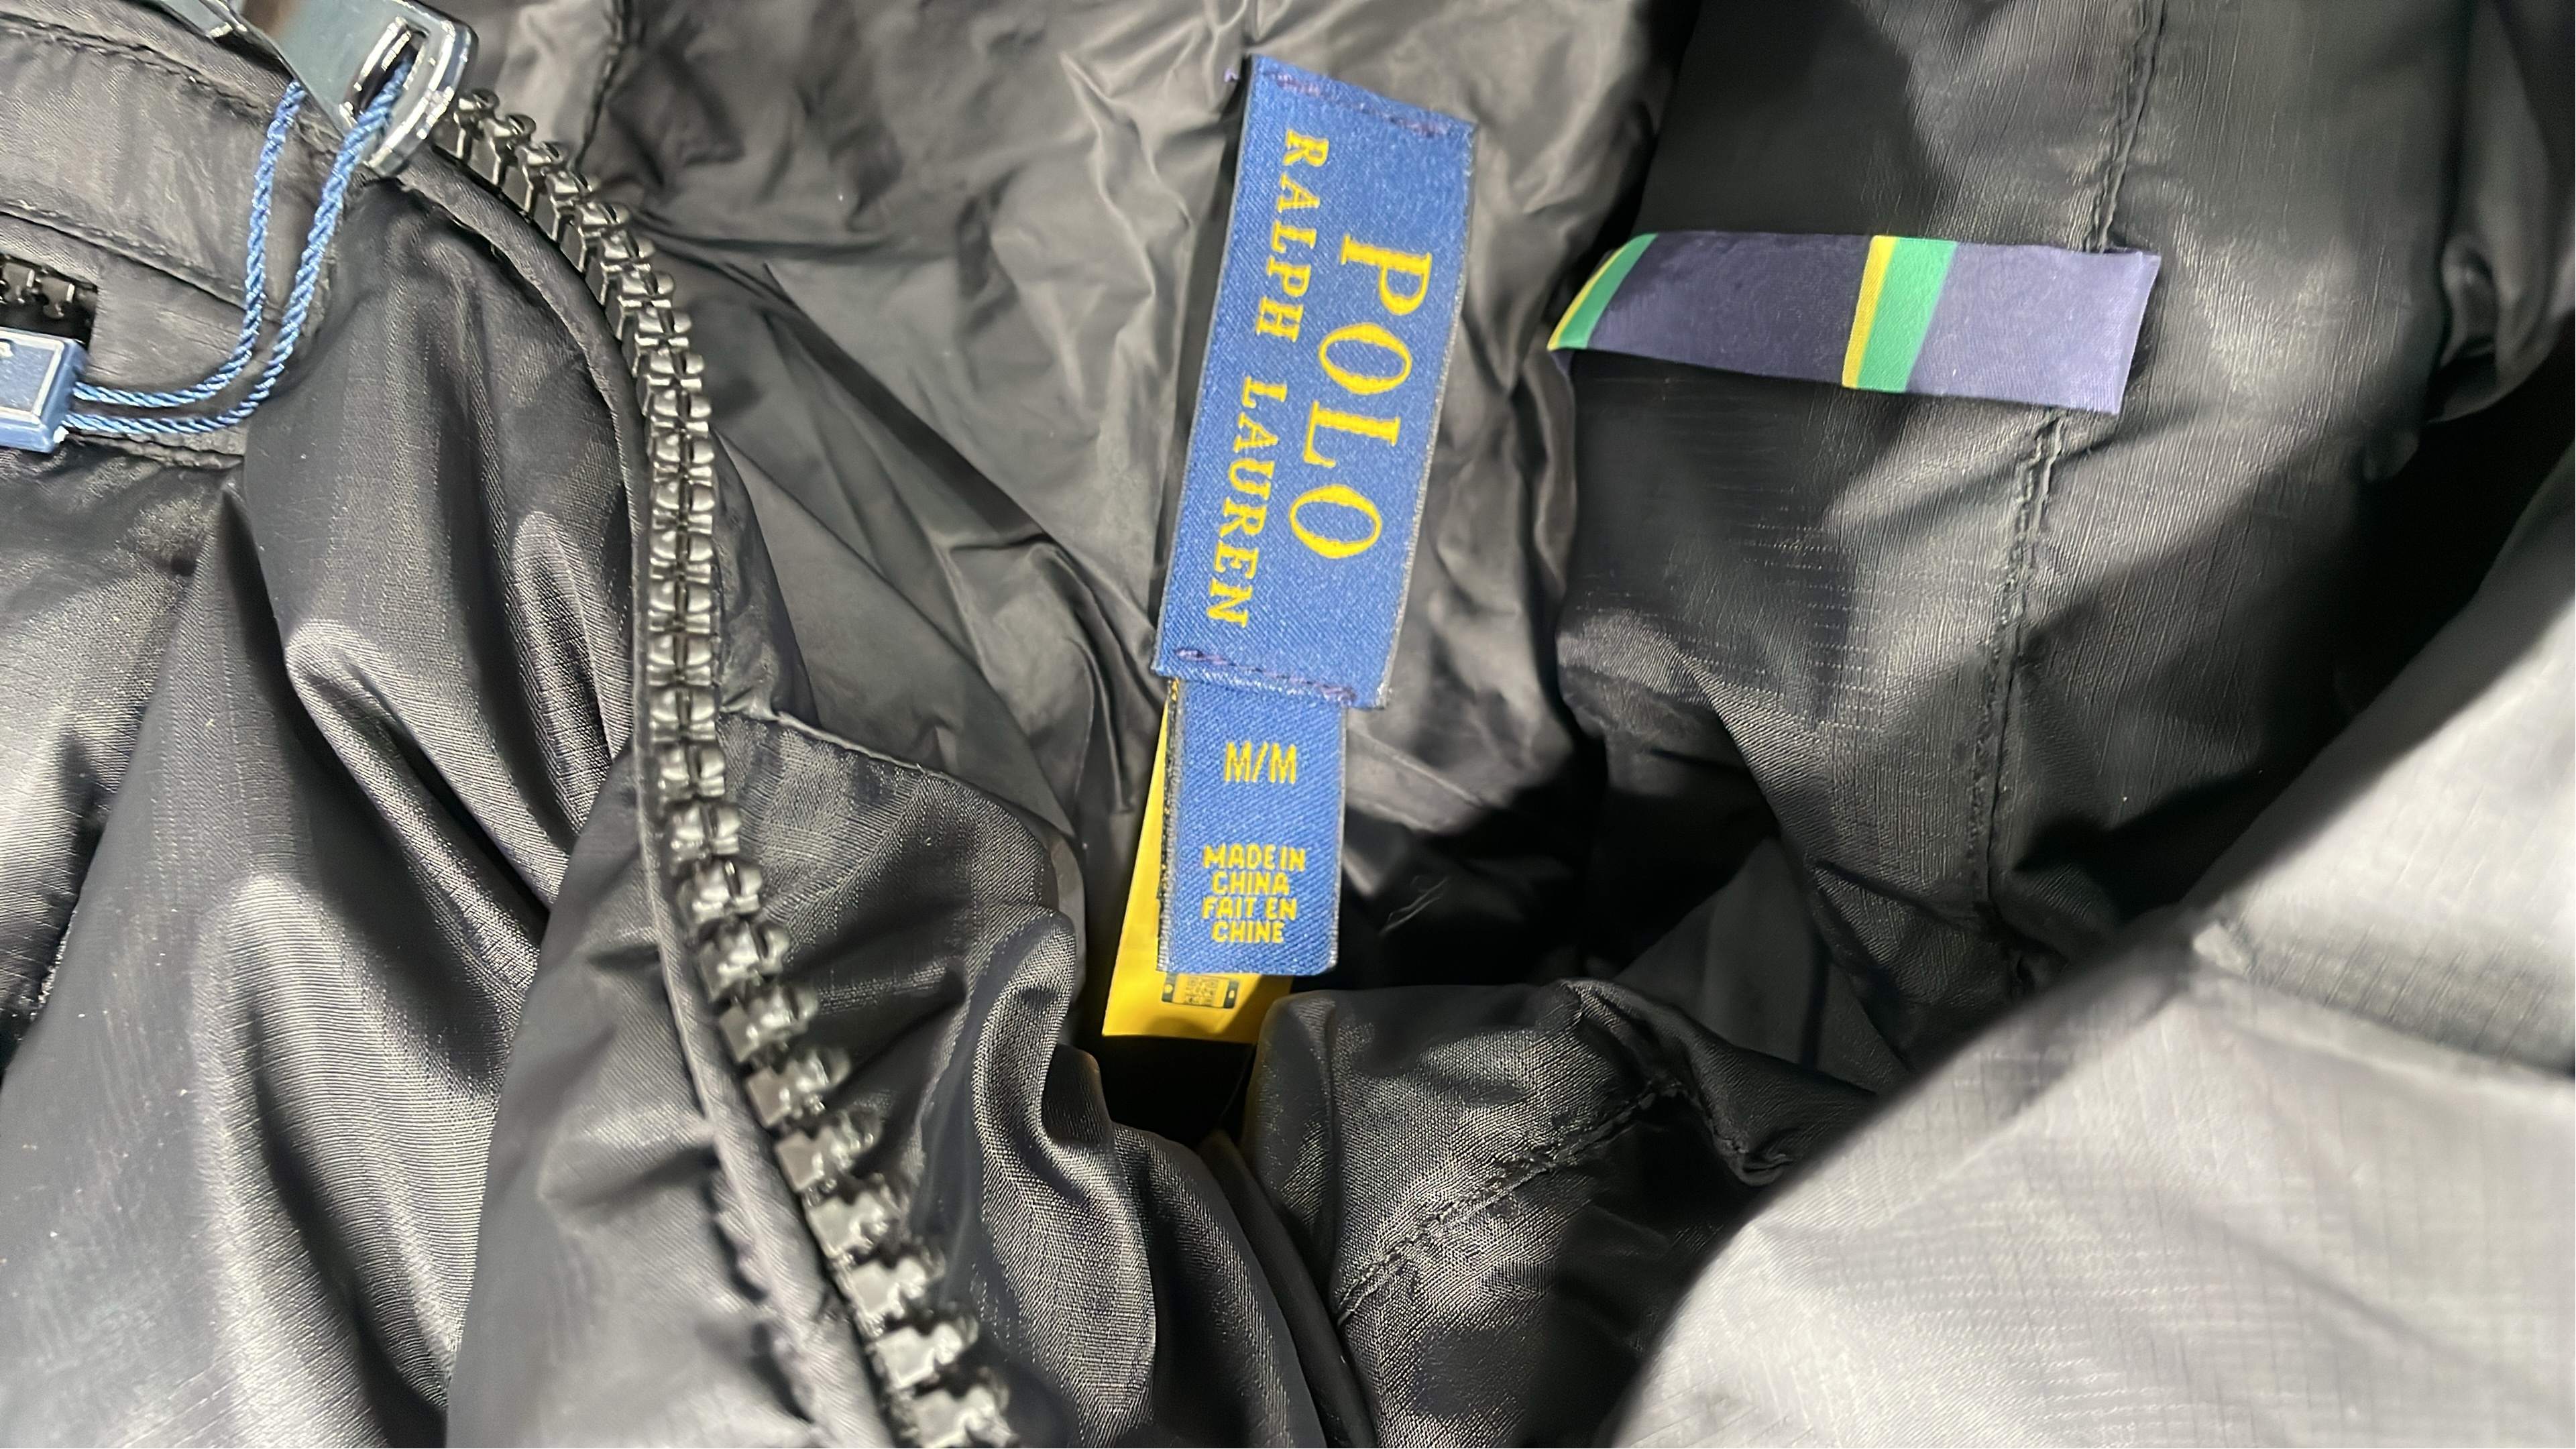 POLO
RALPH LAUREN
M/M
MADE IN
CHINA
FAIT EN
CHINE